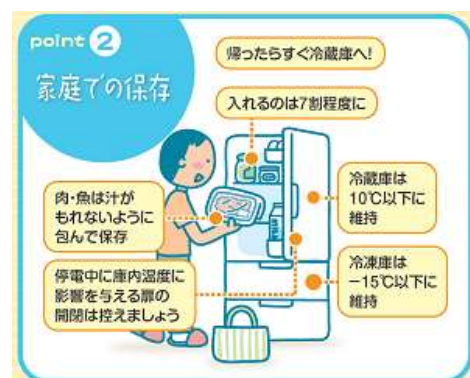 point 2
家庭での保存
帰ったらすぐ冷蔵庫へ!
入れるのは7割程度に
肉・魚は汁が
もれないように
包んで保存
冷蔵庫は
10℃以下に
維持
停電中に庫内温度に
影響を与える扉の
開閉は控えましょう
冷凍庫は
−15℃以下に
維持